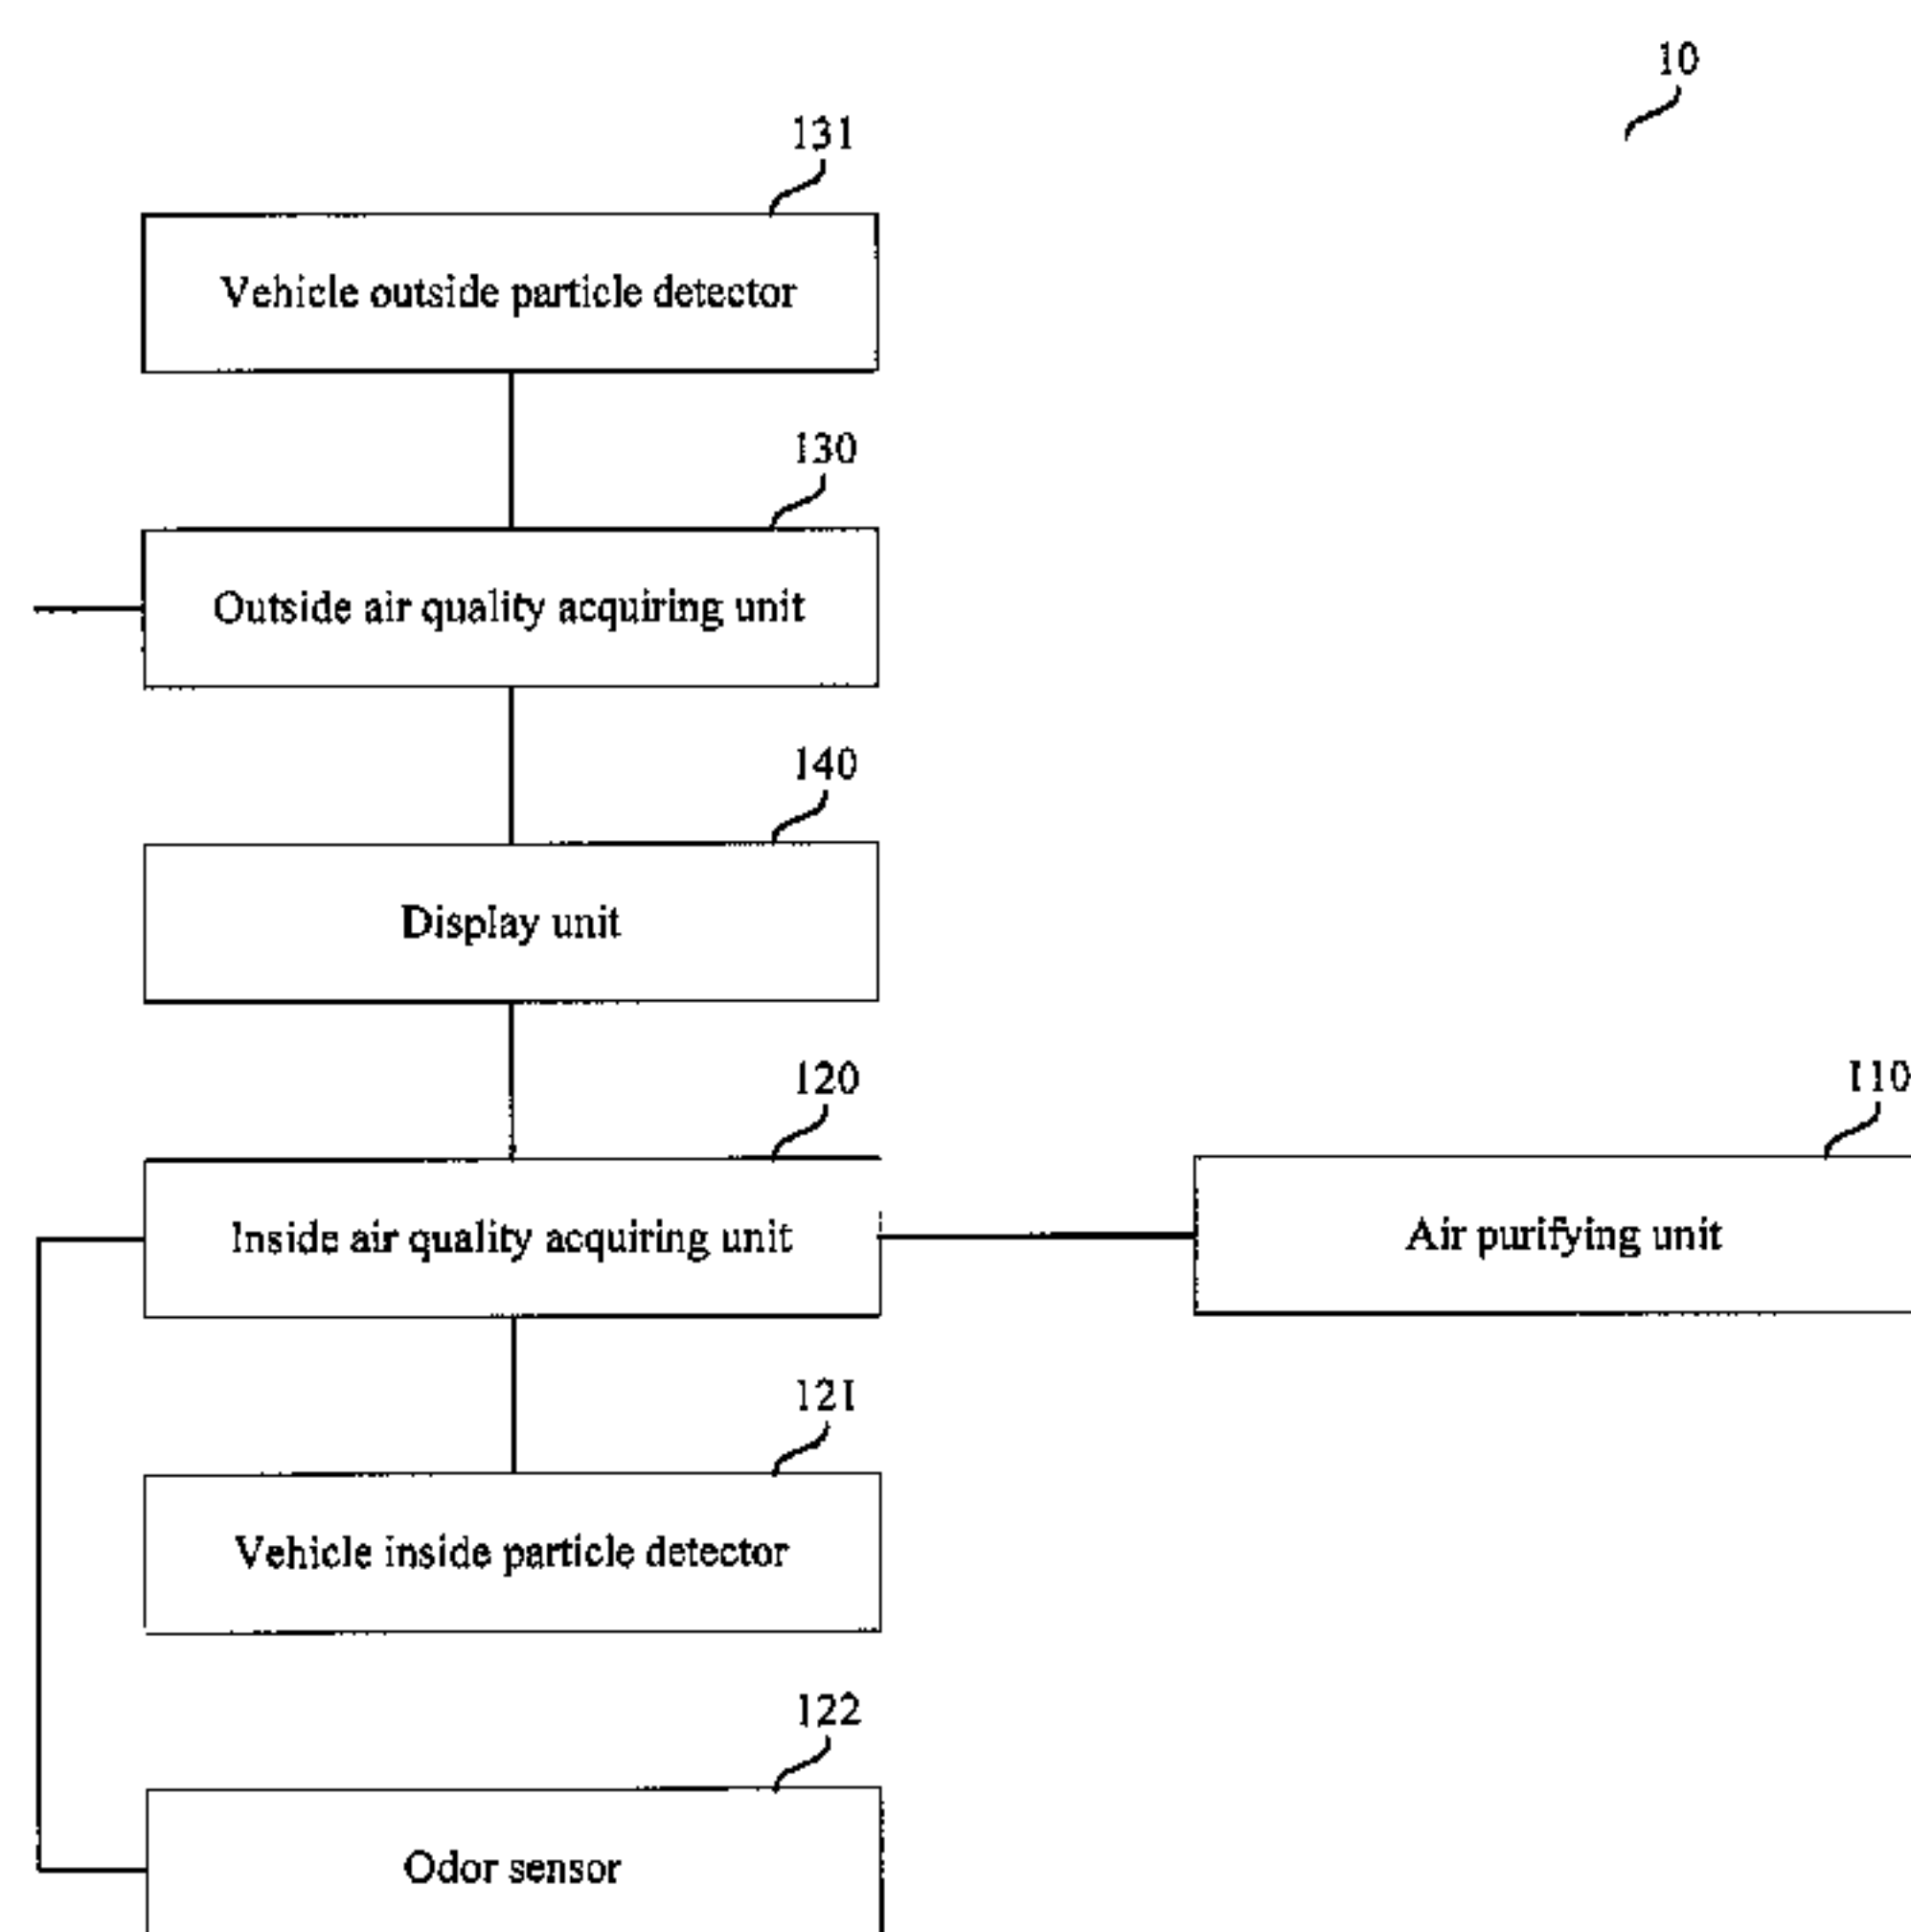 10
131
Vehicle outside particle detector
130
Outside air quality acquiring unit
140
Display unit
120
110
Inside air quality acquiring unit
Air purifying unit
121
Vehicle inside particle detector
122
Odor sensor